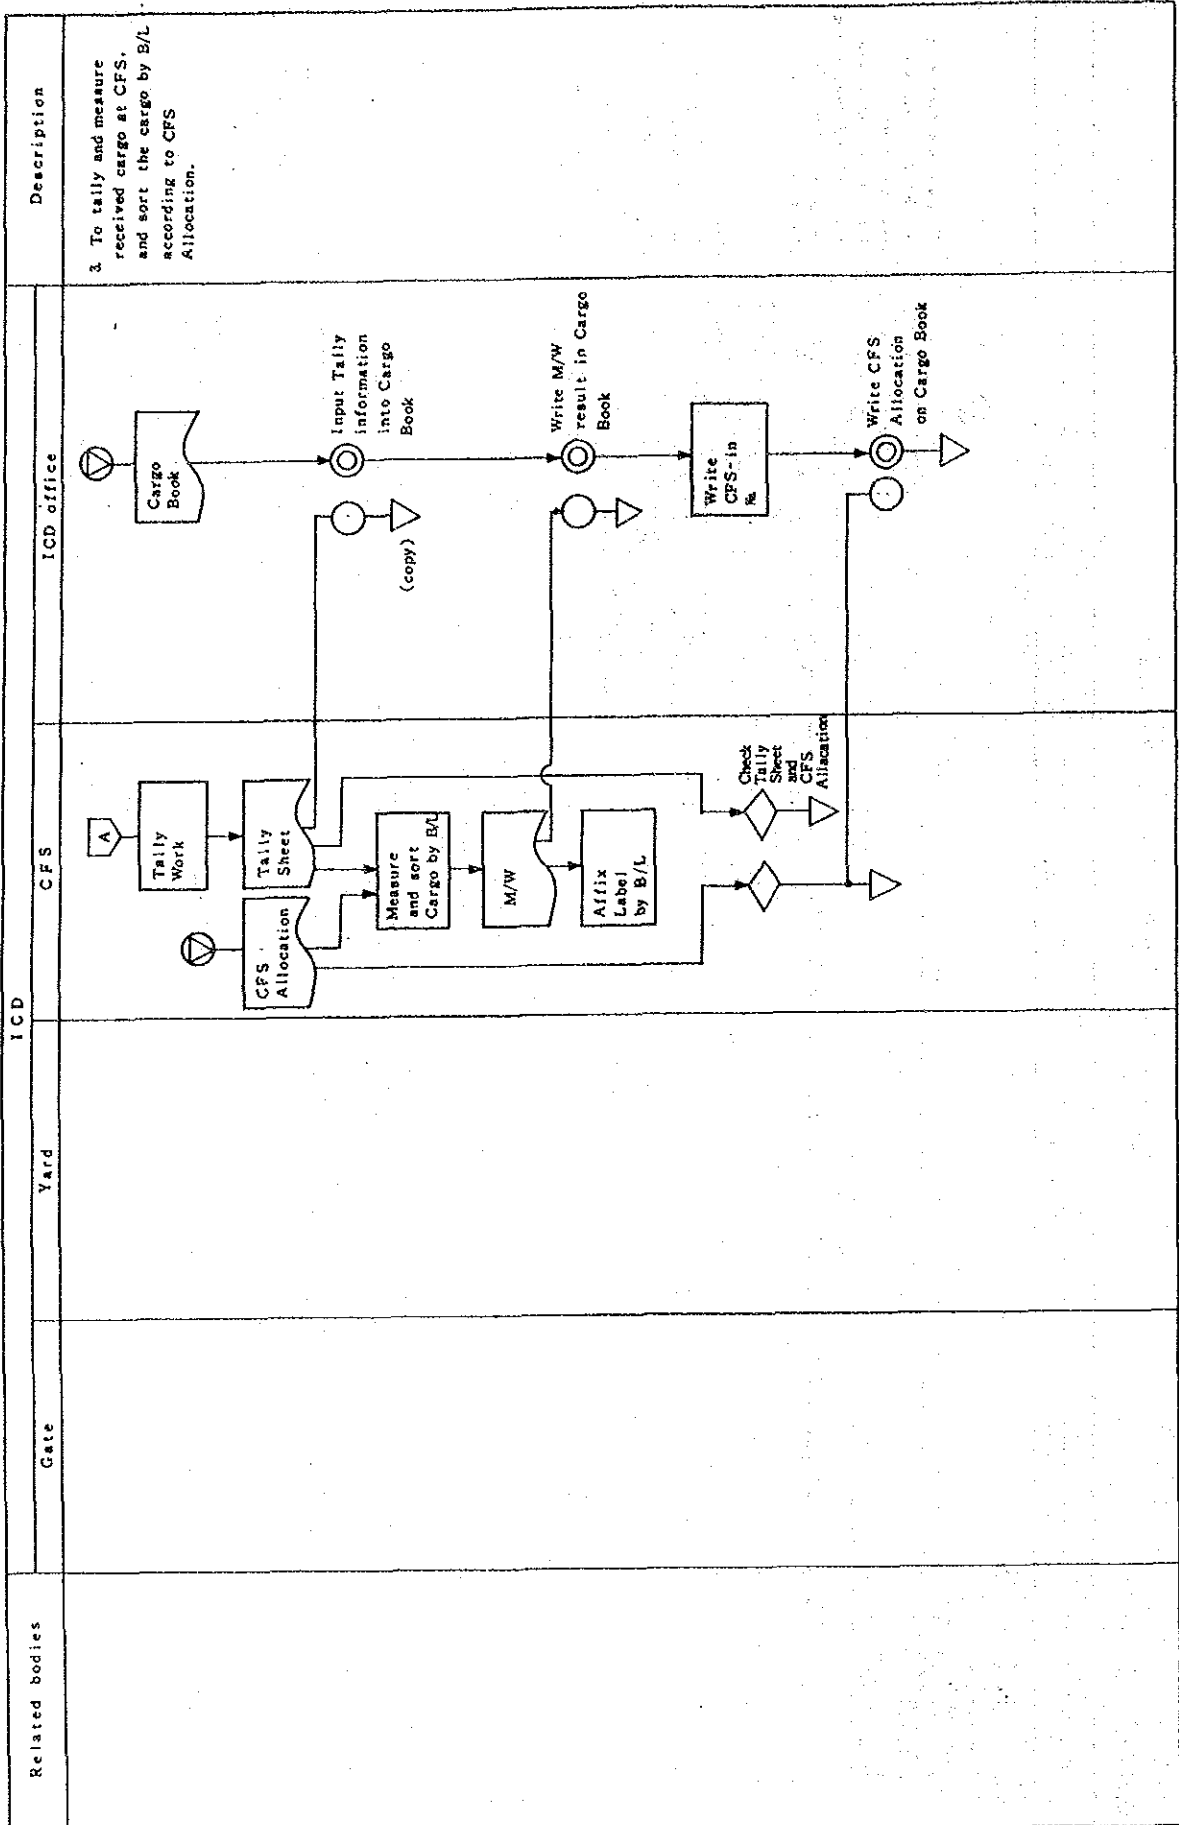 Related bodies
ICD
Gate
Yard
CFS
ICD office
Description
A
Tally
Work
CFS
Allocation
Tally
Sheet
Measure
and sort
Cargo by B/L
M/W
Affix
Label
by B/L
Check
Tally
Sheet
and
CFS
Allacation
Cargo
Book
Input Tally
information
into Cargo
Book
(copy)
Write M/W
result in Cargo
Book
Write
CFS-in
№
Write CFS
Allocation
on Cargo Book
3. To tally and measure
received cargo at CFS,
and sort the cargo by B/L
according to CFS
Allocation.